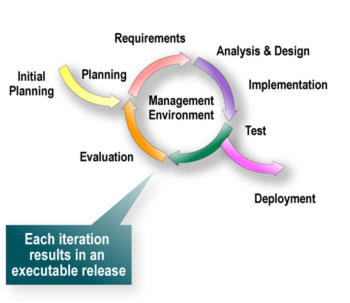 Requirements
Analysis & Design
Initial
Planning
Planning
Implementation
Management
Environment
Test
Evaluation
Deployment
Each iteration
results in an
executable release